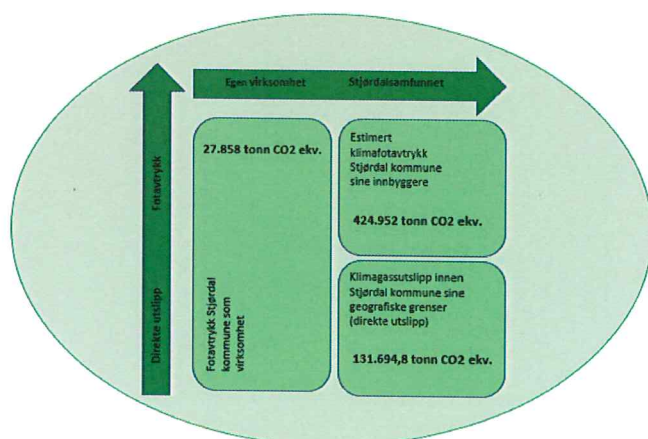 Egen virksomhet
Stjørdalsamfunnet
Fotavtrykk
Direkte utslipp
27.858 tonn CO2 ekv.
Fotavtrykk Stjørdal
kommune som
virksomhet
Estimert
klimafotavtrykk
Stjørdal kommune
sine innbyggere
424.952 tonn CO2 ekv.
Klimagassutslipp innen
Stjørdal kommune sine
geografiske grenser
(direkte utslipp)
131.694,8 tonn CO2 ekv.